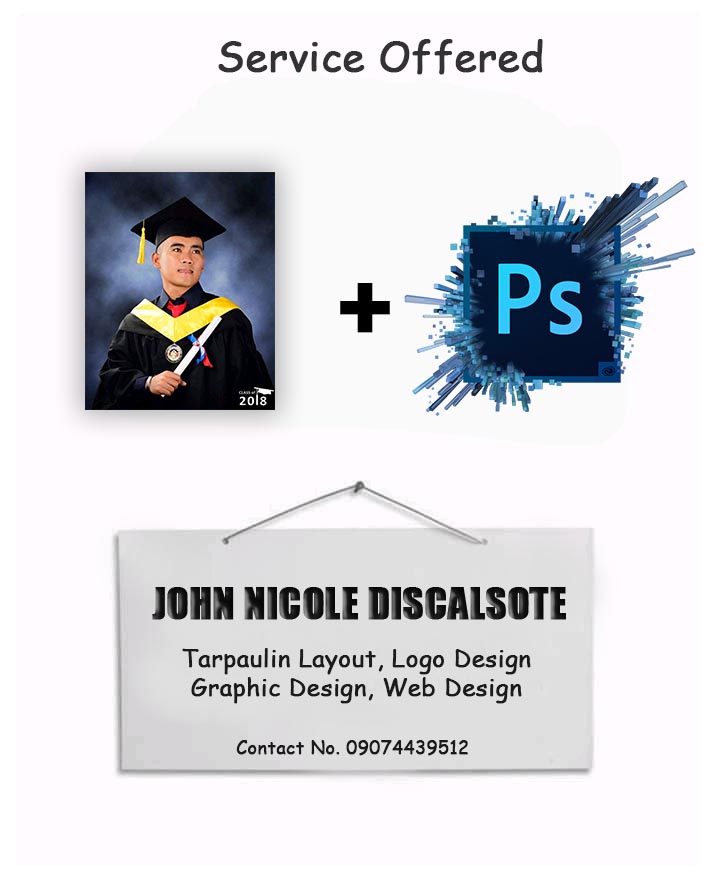 Service Offered
CLASS of
2018
Ps
JOHN NICOLE DISCALSOTE
Tarpaulin Layout, Logo Design
Graphic Design, Web Design
Contact No. 09074439512